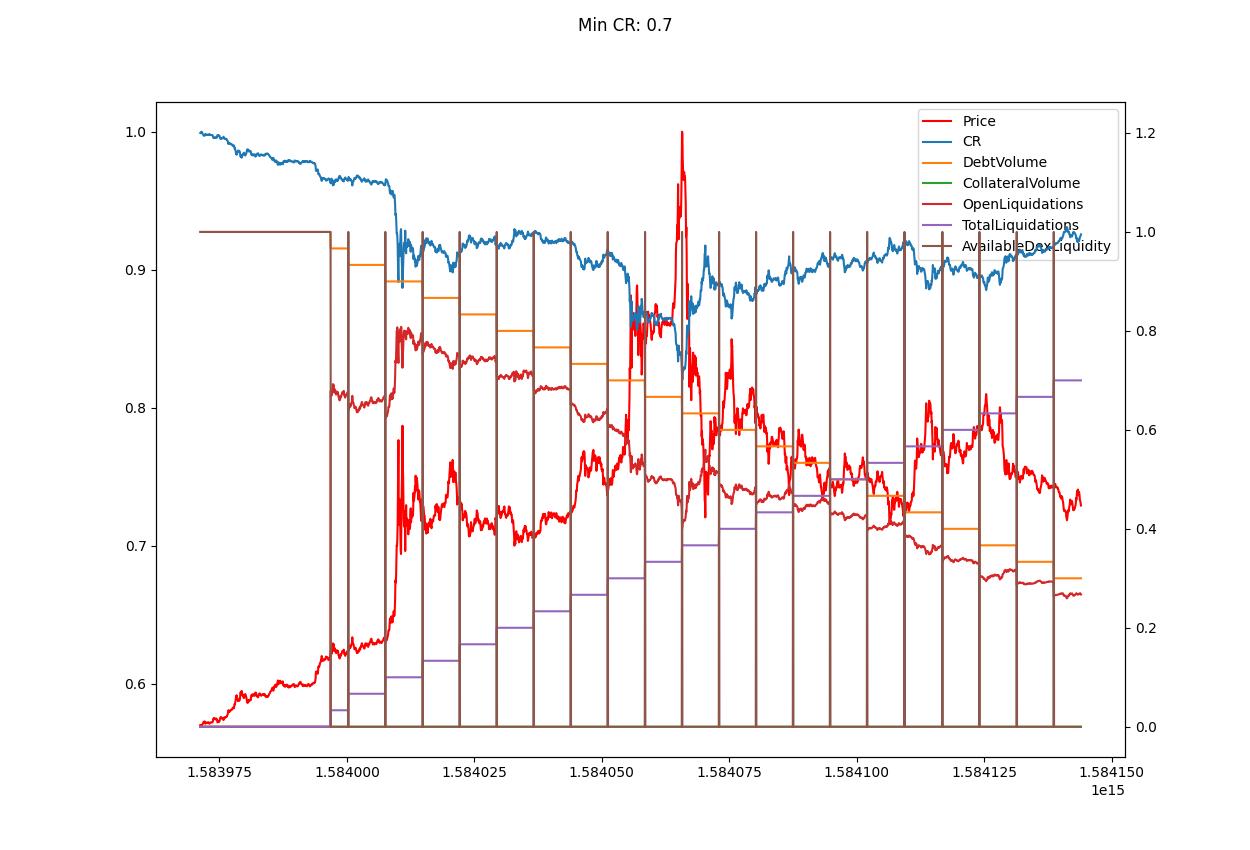 Min CR: 0.7
1.0
0.9
0.8
0.7
0.6
1.2
1.0
0.8
0.6
0.4
0.2
0.0
Price
CR
DebtVolume
CollateralVolume
OpenLiquidations
TotalLiquidations
AvailableDexLiquidity
1.583975 1.584000 1.584025 1.584050 1.584075 1.584100 1.584125 1.584150
1e15